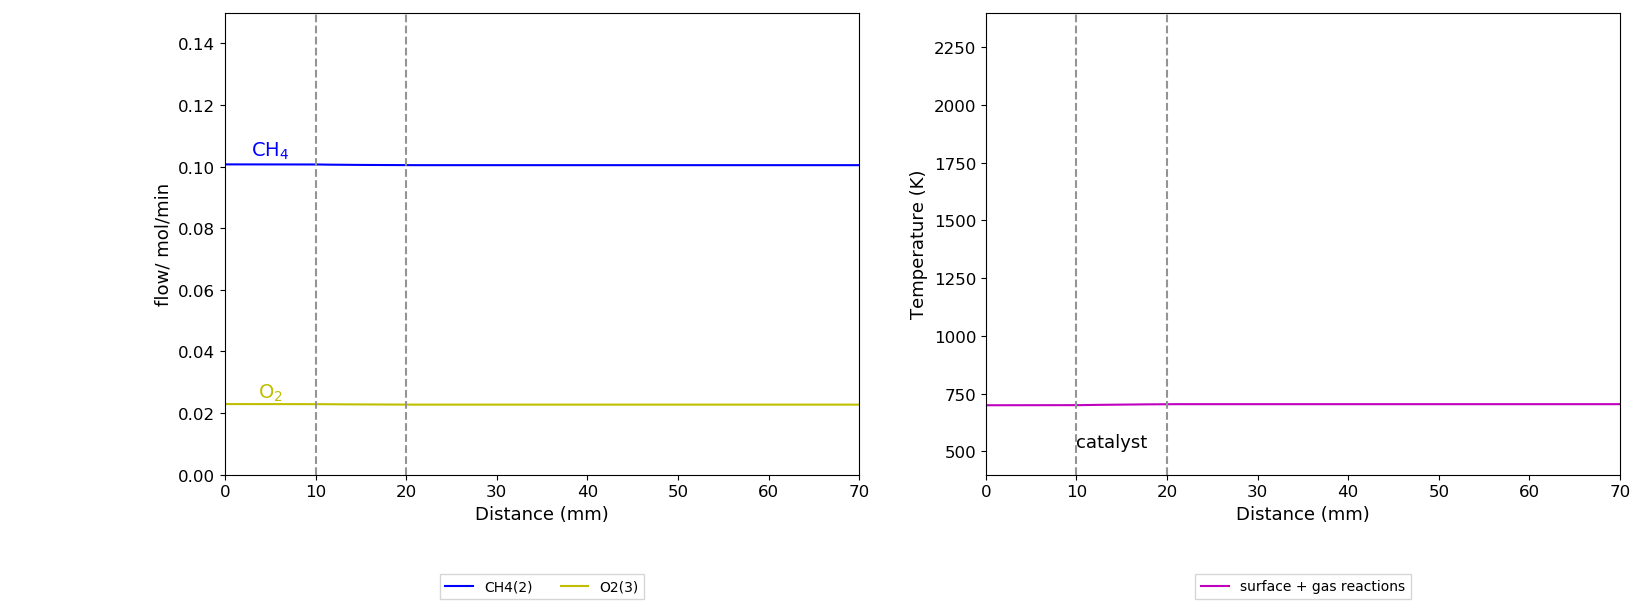 0.14
0.12
0.10
0.08
0.06
0.04
0.02
0.00
flow/ mol/min
CH₄
O₂
0 10 20 30 40 50 60 70
Distance (mm)
CH4(2) O2(3)
2250
2000
1750
1500
1250
1000
750
500
Temperature (K)
catalyst
0 10 20 30 40 50 60 70
Distance (mm)
surface + gas reactions